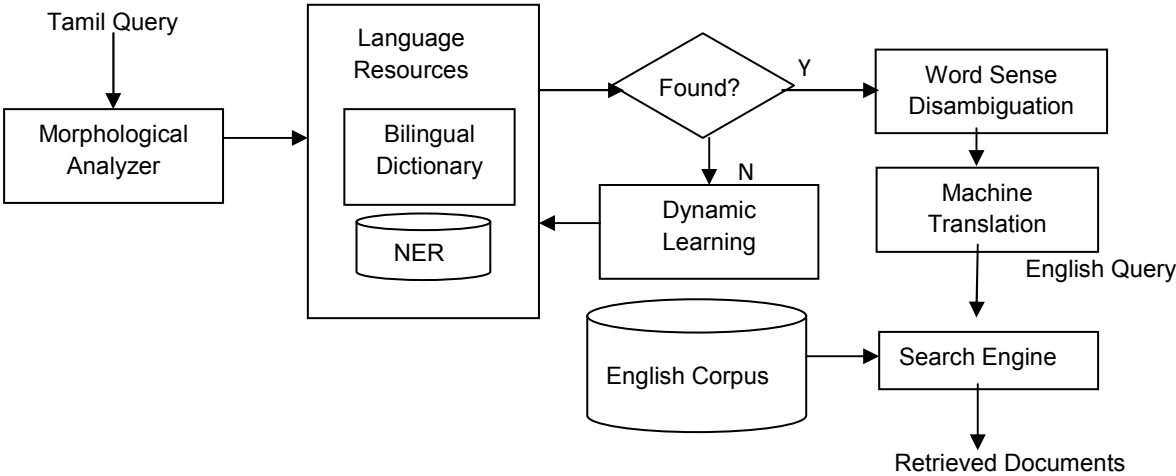 Tamil Query
Morphological
Analyzer
Language
Resources
Bilingual
Dictionary
NER
Found?
Y
N
Dynamic
Learning
Word Sense
Disambiguation
Machine
Translation
English Query
English Corpus
Search Engine
Retrieved Documents